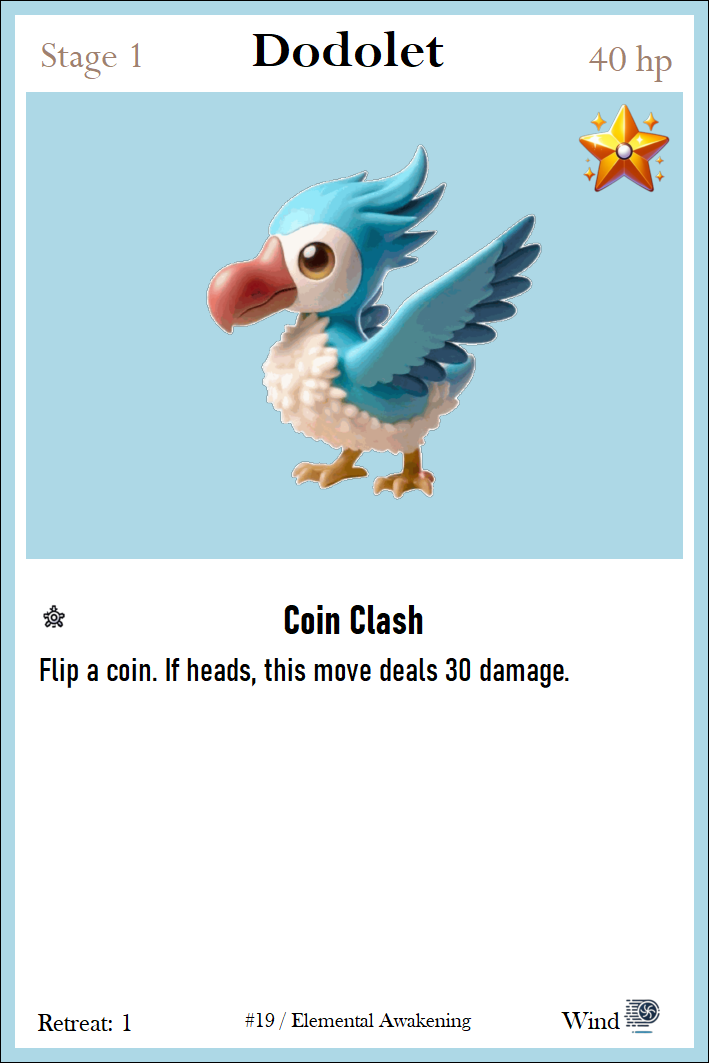 Stage 1
Dodolet
40 hp
Coin Clash
Flip a coin. If heads, this move deals 30 damage.
Retreat: 1
#19 / Elemental Awakening
Wind